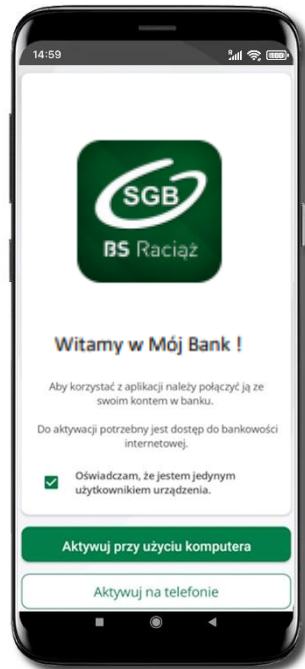 14:59
SGB
BS Raciąż
Witamy w Mój Bank !
Aby korzystać z aplikacji należy połączyć ją ze
swoim kontem w banku.
Do aktywacji potrzebny jest dostęp do bankowości
internetowej.
Oświadczam, że jestem jedynym
użytkownikiem urządzenia.
Aktywuj przy użyciu komputera
Aktywuj na telefonie